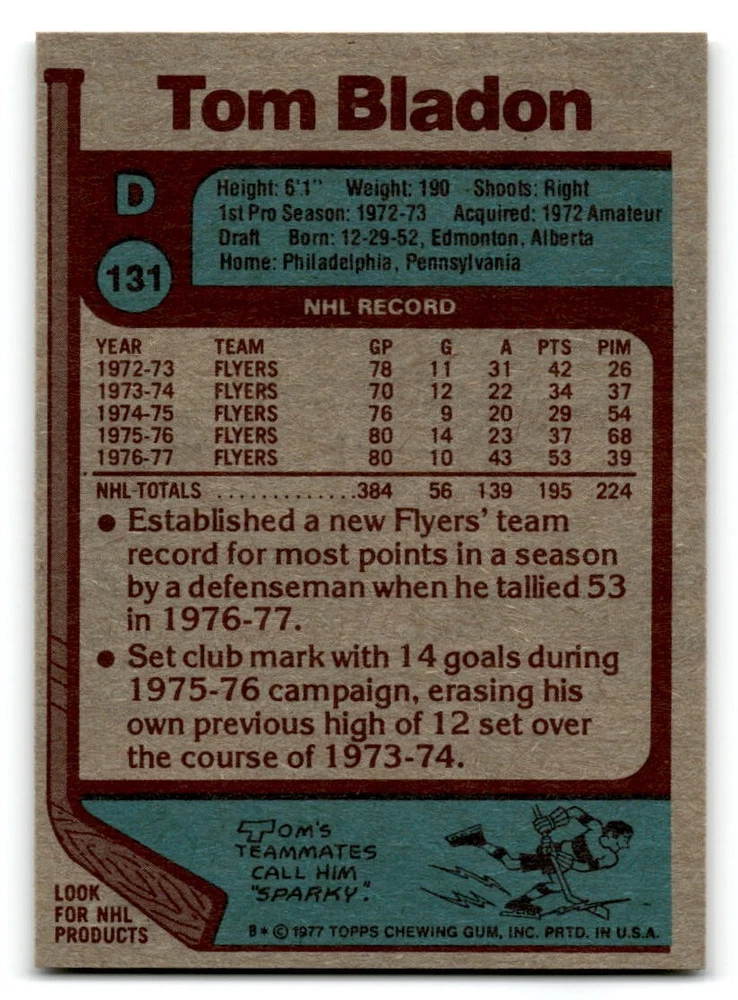 Tom Bladon
D
131
Height: 6'1" Weight: 190 Shoots: Right
1st Pro Season: 1972-73 Acquired: 1972 Amateur
Draft Born: 12-29-52, Edmonton, Alberta
Home: Philadelphia, Pennsylvania
NHL RECORD
YEAR TEAM GP G A PTS PIM
1972-73 FLYERS 78 11 31 42 26
1973-74 FLYERS 70 12 22 34 37
1974-75 FLYERS 76 9 20 29 54
1975-76 FLYERS 80 14 23 37 68
1976-77 FLYERS 80 10 43 53 39
NHL-TOTALS .............384 56 139 195 224
● Established a new Flyers' team
record for most points in a season
by a defenseman when he tallied 53
in 1976-77.
● Set club mark with 14 goals during
1975-76 campaign, erasing his
own previous high of 12 set over
the course of 1973-74.
TOM'S
TEAMMATES
CALL HIM
"SPARKY".
LOOK
FOR NHL
PRODUCTS
B* © 1977 TOPPS CHEWING GUM, INC. PRTD. IN U.S.A.